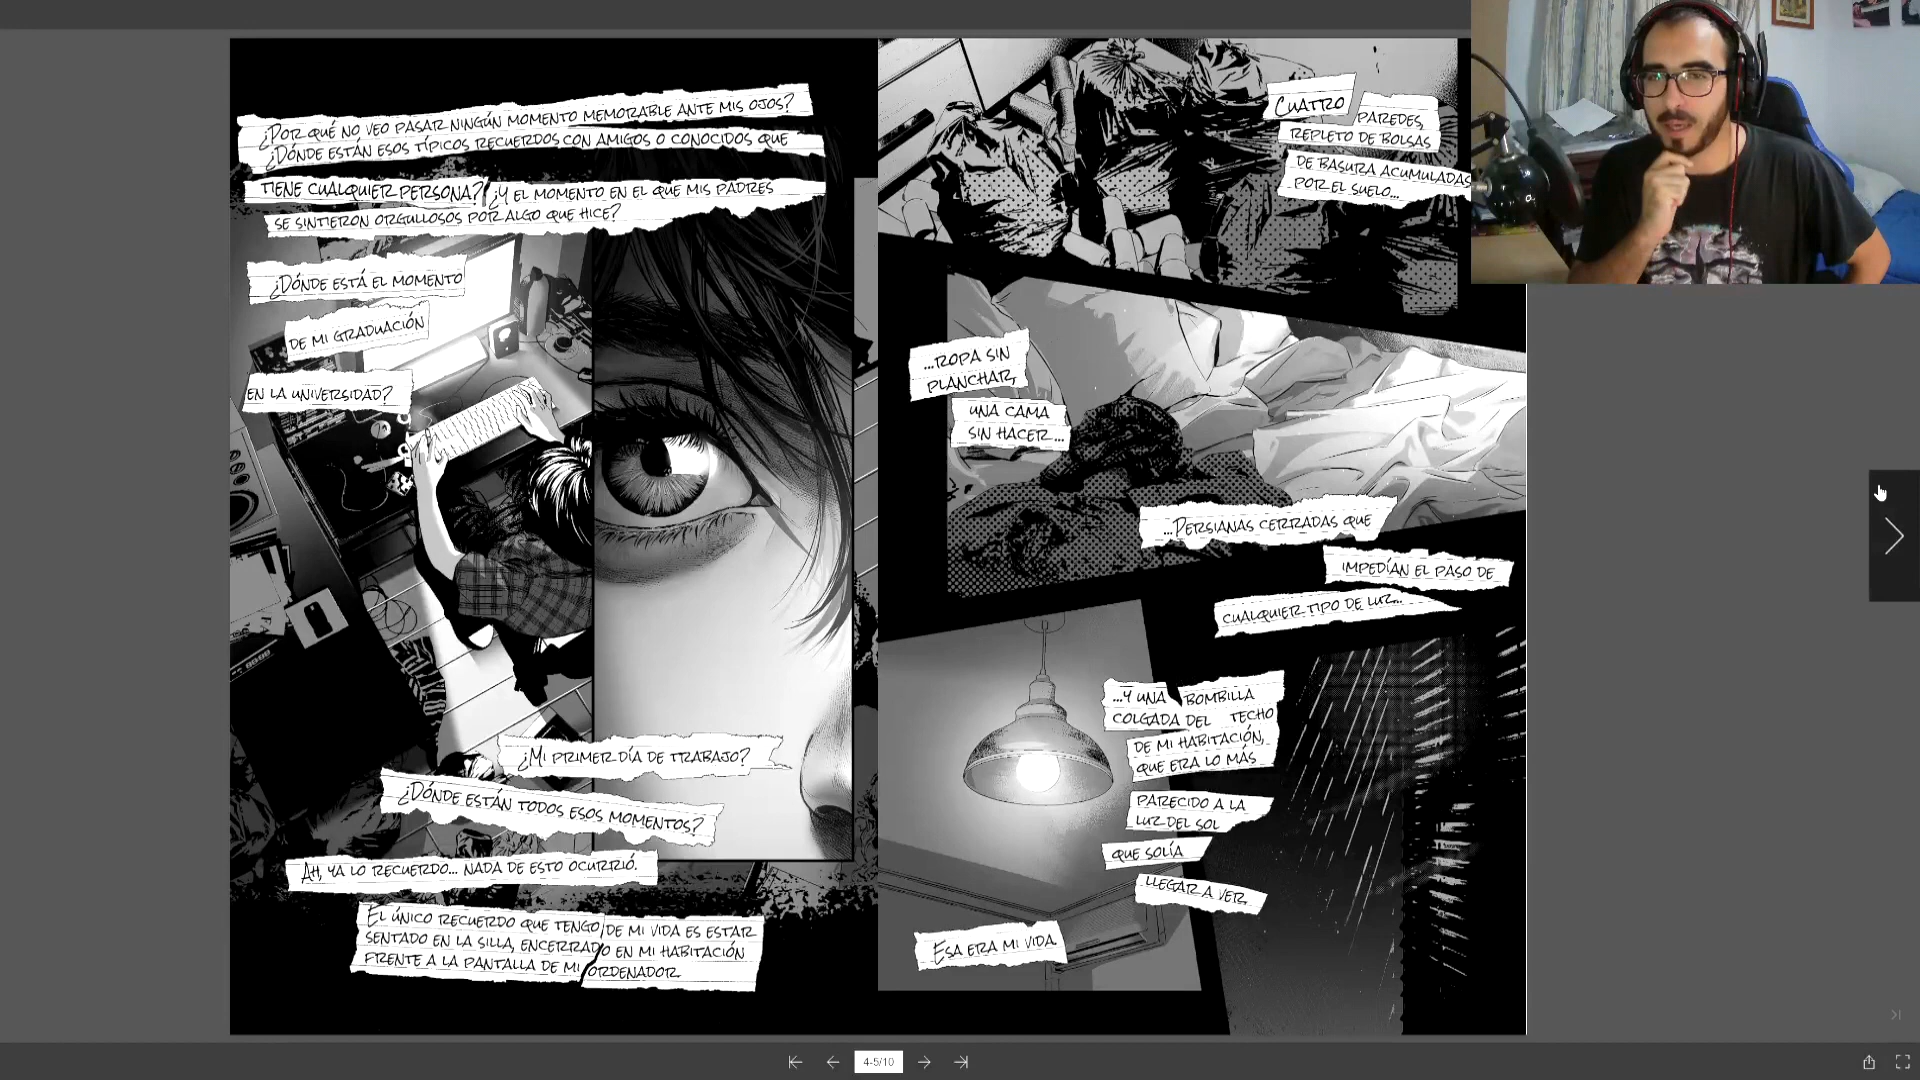 ¿POR QUÉ NO VEO PASAR NINGÚN MOMENTO MEMORABLE ANTE MIS OJOS?
¿DÓNDE ESTÁN ESOS TÍPICOS RECUERDOS CON AMIGOS O CONOCIDOS QUE
TIENE CUALQUIER PERSONA? ¿Y EL MOMENTO EN EL QUE MIS PADRES
SE SINTIERON ORGULLOSOS POR ALGO QUE HICE?
¿DÓNDE ESTÁ EL MOMENTO
DE MI GRADUACIÓN
EN LA UNIVERSIDAD?
¿MI PRIMER DÍA DE TRABAJO?
¿DÓNDE ESTÁN TODOS ESOS MOMENTOS?
AH, YA LO RECUERDO... NADA DE ESTO OCURRIÓ.
EL ÚNICO RECUERDO QUE TENGO DE MI VIDA ES ESTAR
SENTADO EN LA SILLA, ENCERRADO EN MI HABITACIÓN
FRENTE A LA PANTALLA DE MI ORDENADOR.
CUATRO
PAREDES,
REPLETO DE BOLSAS
DE BASURA ACUMULADAS
POR EL SUELO...
...ROPA SIN
PLANCHAR,
UNA CAMA
SIN HACER...
...PERSIANAS CERRADAS QUE
IMPEDÍAN EL PASO DE
CUALQUIER TIPO DE LUZ...
...Y UNA BOMBILLA
COLGADA DEL TECHO
DE MI HABITACIÓN,
QUE ERA LO MÁS
PARECIDO A LA
LUZ DEL SOL
QUE SOLÍA
LLEGAR A VER.
ESA ERA MI VIDA.
4-5/10